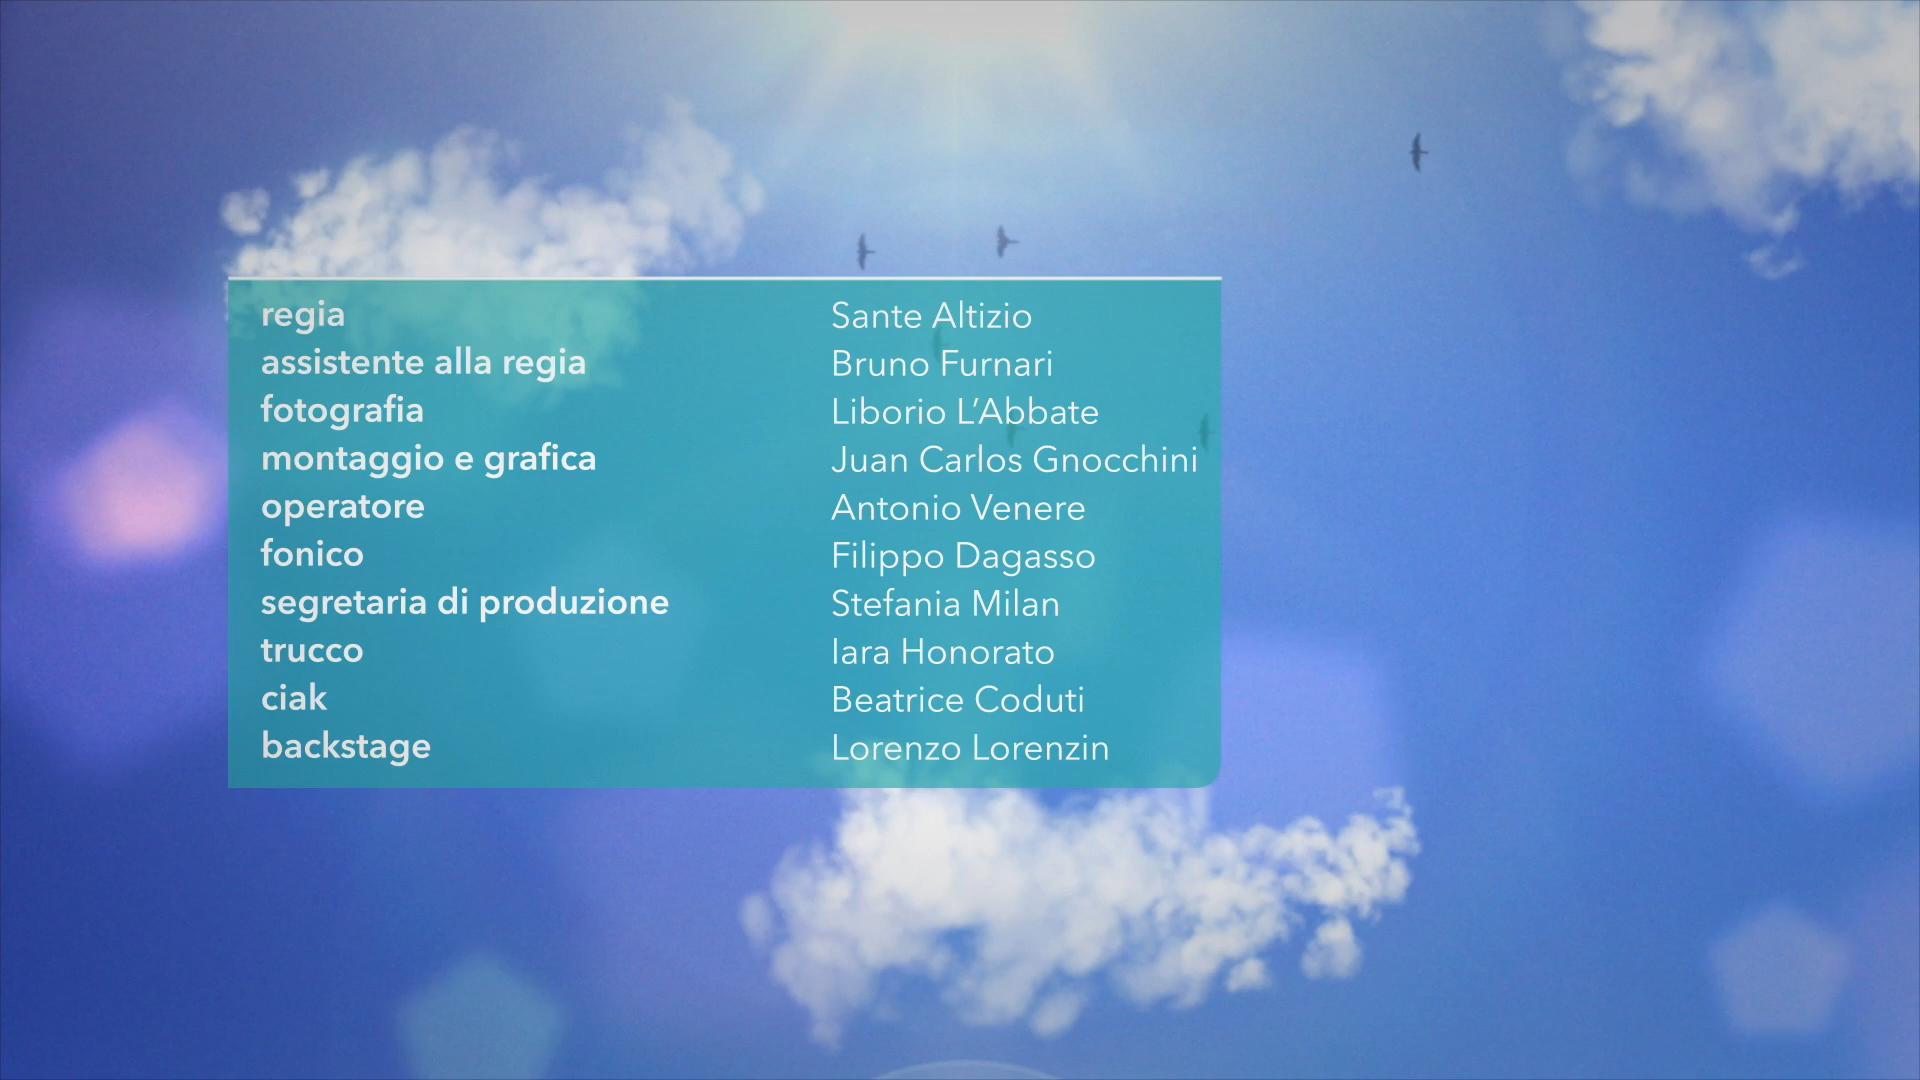 regia Sante Altizio
assistente alla regia Bruno Furnari
fotografia Liborio L’Abbate
montaggio e grafica Juan Carlos Gnocchini
operatore Antonio Venere
fonico Filippo Dagasso
segretaria di produzione Stefania Milan
trucco Iara Honorato
ciak Beatrice Coduti
backstage Lorenzo Lorenzin